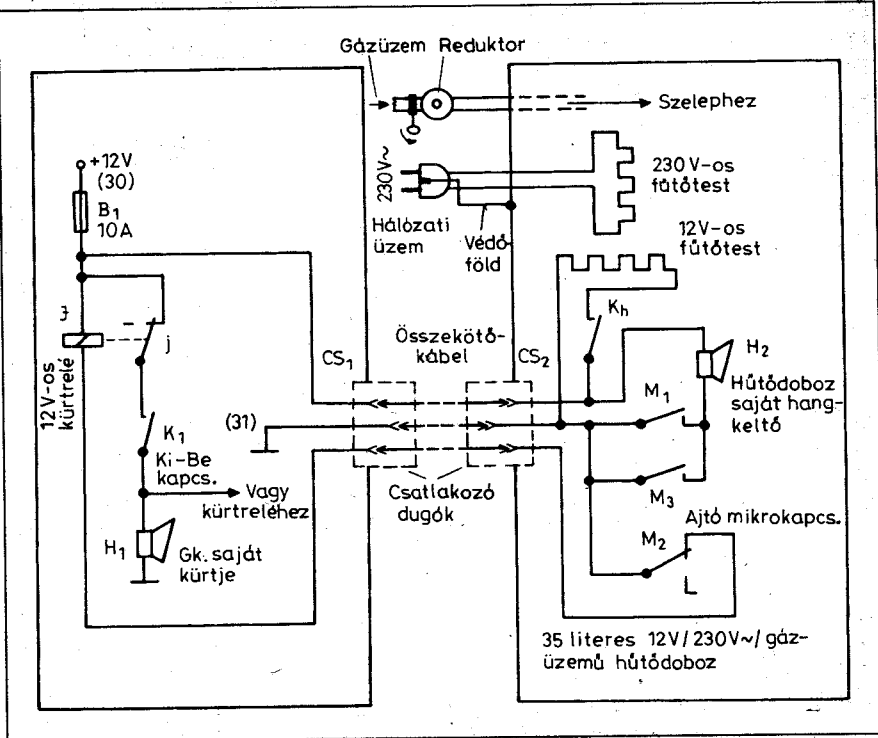 Gázüzem Reduktor
Szelephez
+12V
(30)
B1
10A
230V~
Hálózati
üzem
Védő-
föld
230V-os
fűtőtest
12V-os
fűtőtest
J
j
12V-os
kürtrelé
K1
Ki-Be
kapcs.
Vagy
kürtreléhez
H1
Gk. saját
kürtje
(31)
CS1
Összekötő-
kábel
CS2
Csatlakozó
dugók
Kh
H2
Hűtődoboz
saját hang-
keltő
M1
M3
Ajtó mikrokapcs.
M2
35 literes 12V/230V~/gáz-
üzemű hűtődoboz